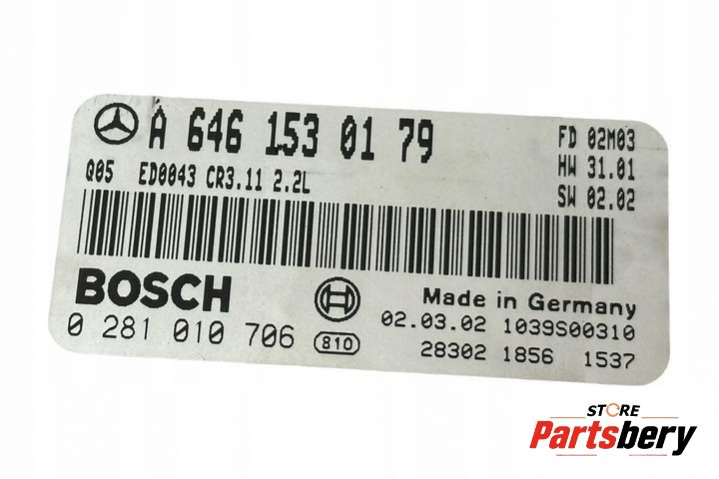 A 646 153 01 79
FD 02M03
HW 31.01
SW 02.02
Q05 ED0043 CR3.11 2.2L
BOSCH
Made in Germany
0 281 010 706 810
02.03.02 1039S00310
28302 1856 1537
STORE
Partsbery